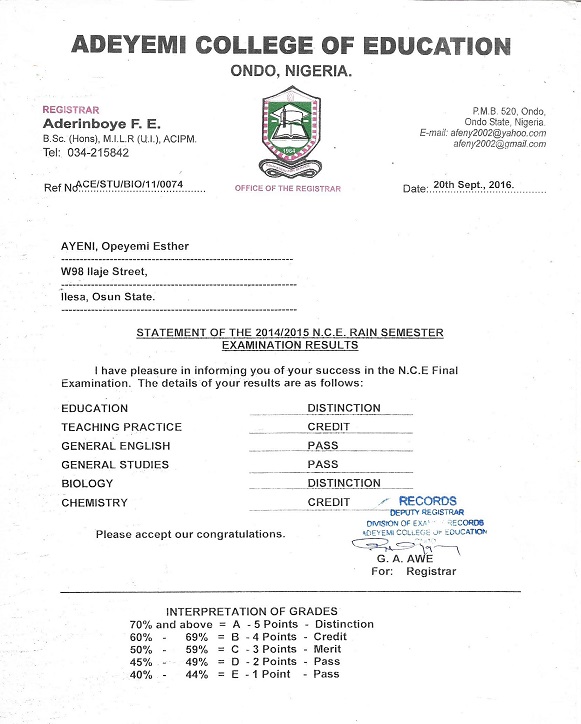 ADEYEMI COLLEGE OF EDUCATION
ONDO, NIGERIA.
REGISTRAR
Aderinboye F. E.
B.Sc. (Hons), M.I.L.R (U.I.), ACIPM.
Tel: 034-215842
P.M.B. 520, Ondo,
Ondo State, Nigeria.
E-mail: afeny2002@yahoo.com
afeny2002@gmail.com
1964
OFFICE OF THE REGISTRAR
Ref No ACE/STU/BIO/11/0074
Date: 20th Sept., 2016.
AYENI, Opeyemi Esther
W98 Ilaje Street,
Ilesa, Osun State.
STATEMENT OF THE 2014/2015 N.C.E. RAIN SEMESTER
EXAMINATION RESULTS
I have pleasure in informing you of your success in the N.C.E Final
Examination. The details of your results are as follows:
EDUCATION DISTINCTION
TEACHING PRACTICE CREDIT
GENERAL ENGLISH PASS
GENERAL STUDIES PASS
BIOLOGY DISTINCTION
CHEMISTRY CREDIT
RECORDS
DEPUTY REGISTRAR
DIVISION OF RECORDS
ADEYEMI COLLEGE OF EDUCATION
Please accept our congratulations.
G. A. AWE
For: Registrar
INTERPRETATION OF GRADES
70% and above = A - 5 Points - Distinction
60% - 69% = B - 4 Points - Credit
50% - 59% = C - 3 Points - Merit
45% - 49% = D - 2 Points - Pass
40% - 44% = E - 1 Point - Pass